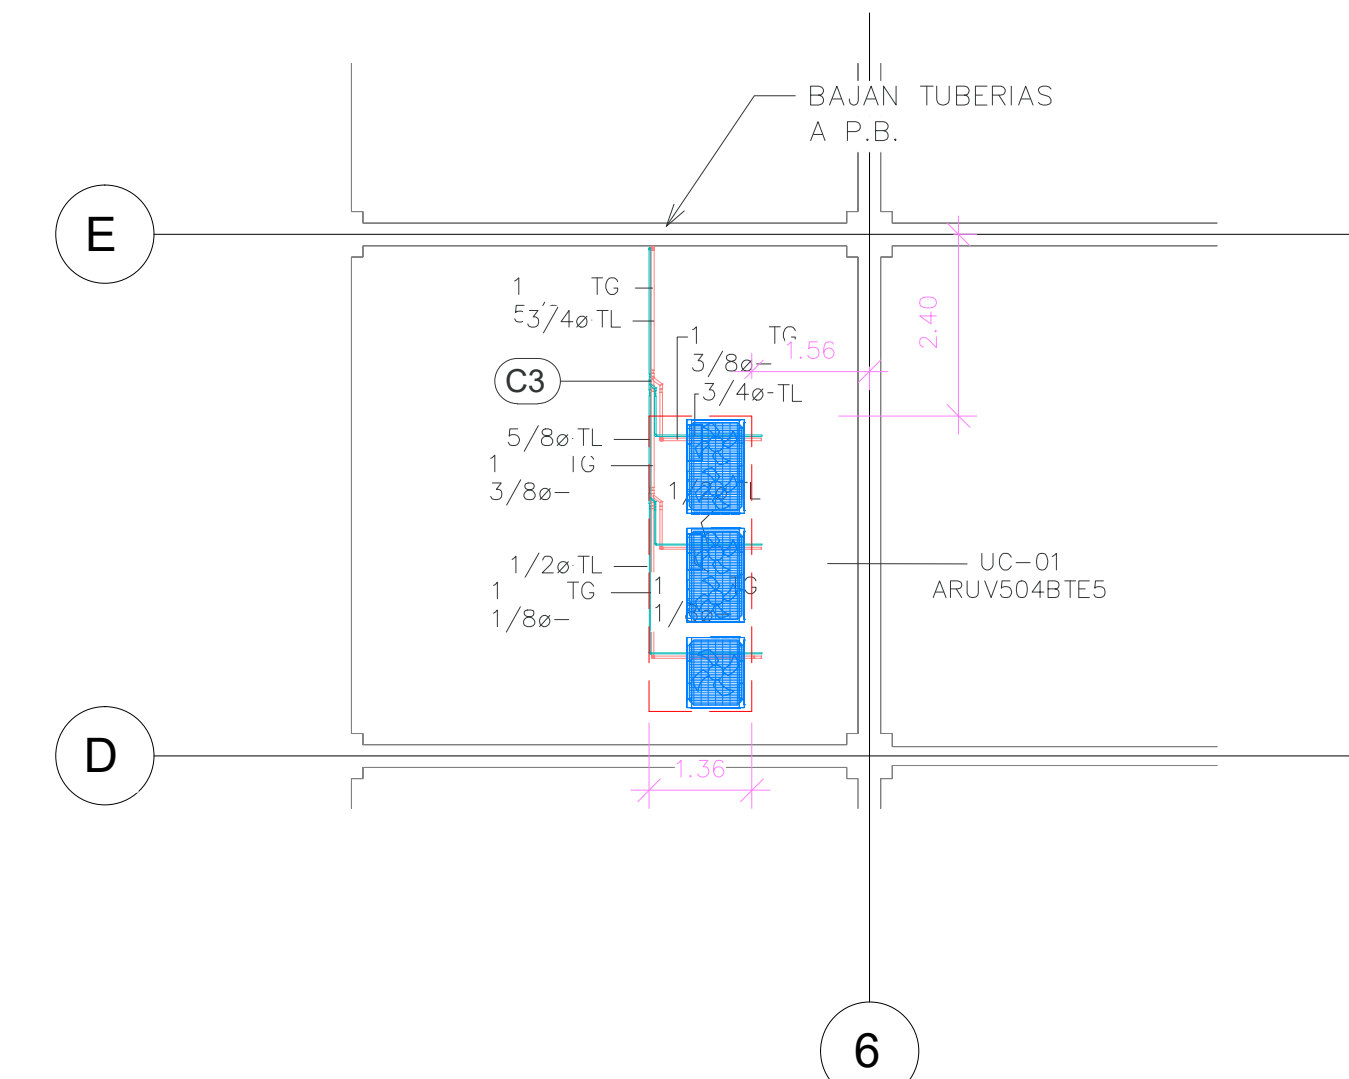 BAJAN TUBERIAS
A P.B.
E
1 TG
3/4ø-TL
2.40
1 TG
3/8ø-
1.56
C3
3/4ø-TL
5/8ø-TL
1 TG
3/8ø-
1/2ø-TL
1 TG
1/8ø-
UC-01
ARUV504BTE5
D
1.36
6